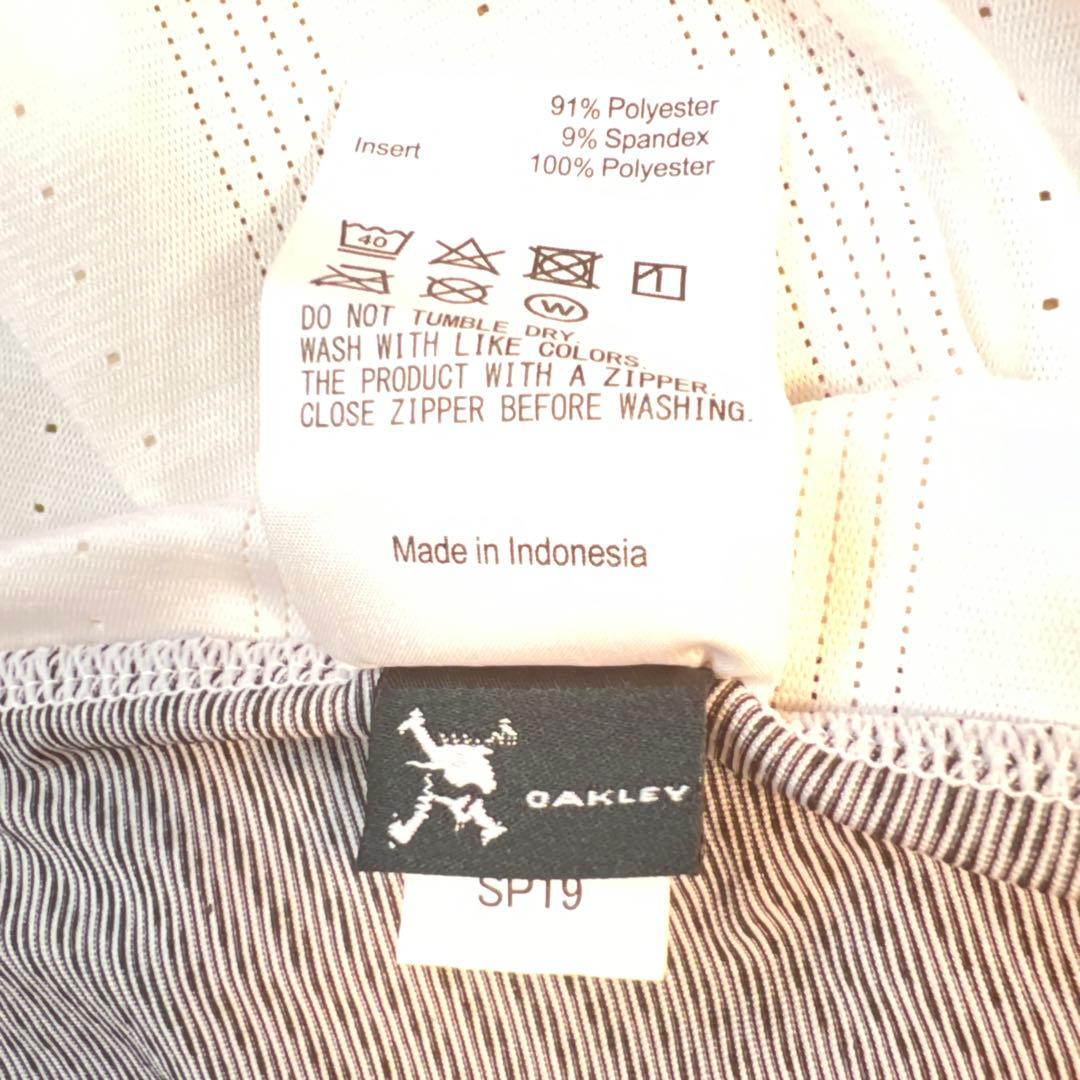 91% Polyester
9% Spandex
Insert 100% Polyester
40
1
W
DO NOT TUMBLE DRY.
WASH WITH LIKE COLORS.
THE PRODUCT WITH A ZIPPER.
CLOSE ZIPPER BEFORE WASHING.
Made in Indonesia
OAKLEY
SP19